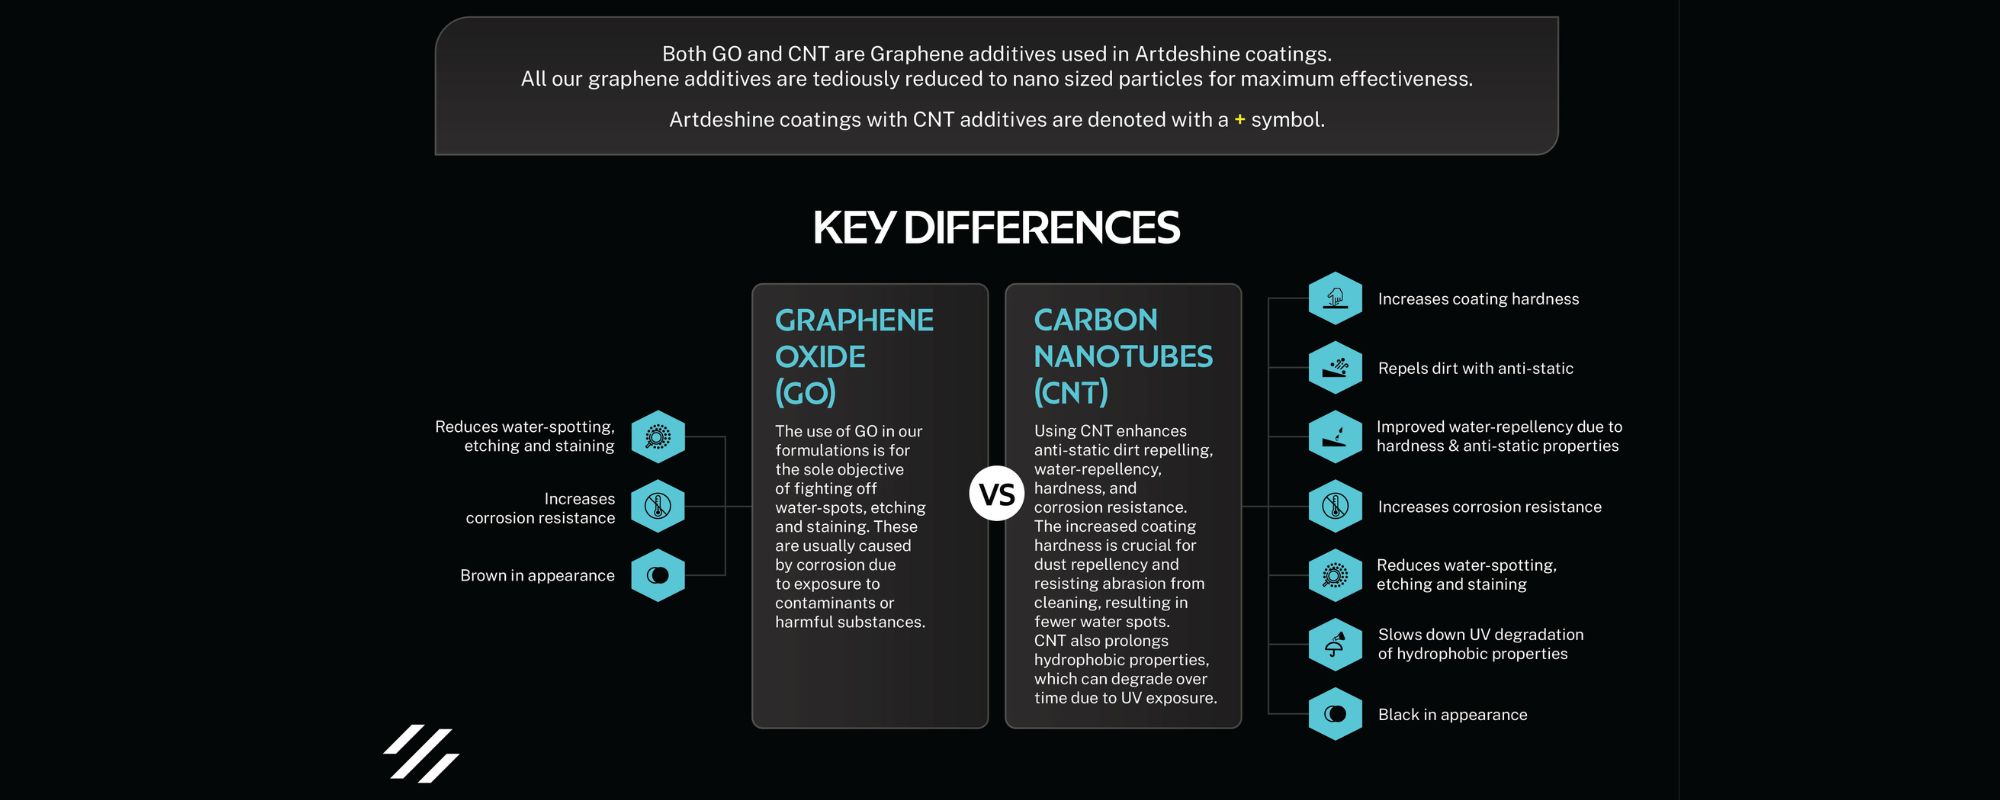 Both GO and CNT are Graphene additives used in Artdeshine coatings.
All our graphene additives are tediously reduced to nano sized particles for maximum effectiveness.
Artdeshine coatings with CNT additives are denoted with a + symbol.
KEY DIFFERENCES
Reduces water-spotting,
etching and staining
Increases
corrosion resistance
Brown in appearance
GRAPHENE
OXIDE
(GO)
The use of GO in our
formulations is for
the sole objective
of fighting off
water-spots, etching
and staining. These
are usually caused
by corrosion due
to exposure to
contaminants or
harmful substances.
VS
CARBON
NANOTUBES
(CNT)
Using CNT enhances
anti-static dirt repelling,
water-repellency,
hardness, and
corrosion resistance.
The increased coating
hardness is crucial for
dust repellency and
resisting abrasion from
cleaning, resulting in
fewer water spots.
CNT also prolongs
hydrophobic properties,
which can degrade over
time due to UV exposure.
Increases coating hardness
Repels dirt with anti-static
Improved water-repellency due to
hardness & anti-static properties
Increases corrosion resistance
Reduces water-spotting,
etching and staining
Slows down UV degradation
of hydrophobic properties
Black in appearance